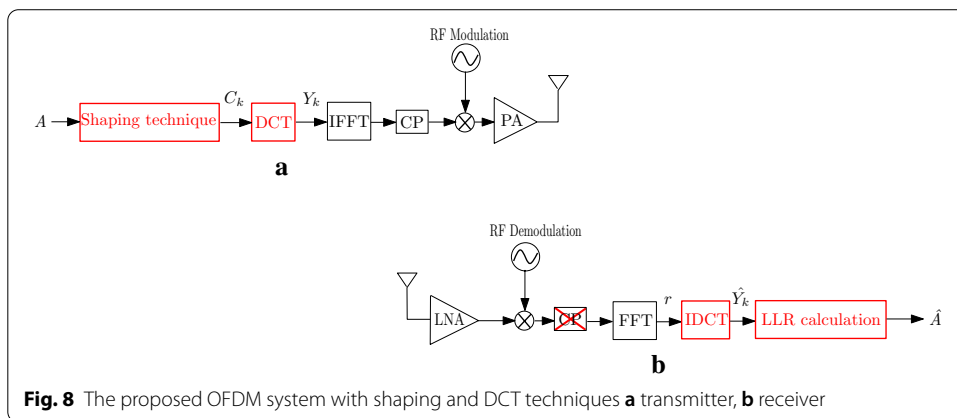 RF Modulation
A
Shaping technique
C_k
DCT
Y_k
IFFT
CP
PA
a
RF Demodulation
LNA
CP
FFT
r
IDCT
Ŷ_k
LLR calculation
Â
b
Fig. 8 The proposed OFDM system with shaping and DCT techniques a transmitter, b receiver